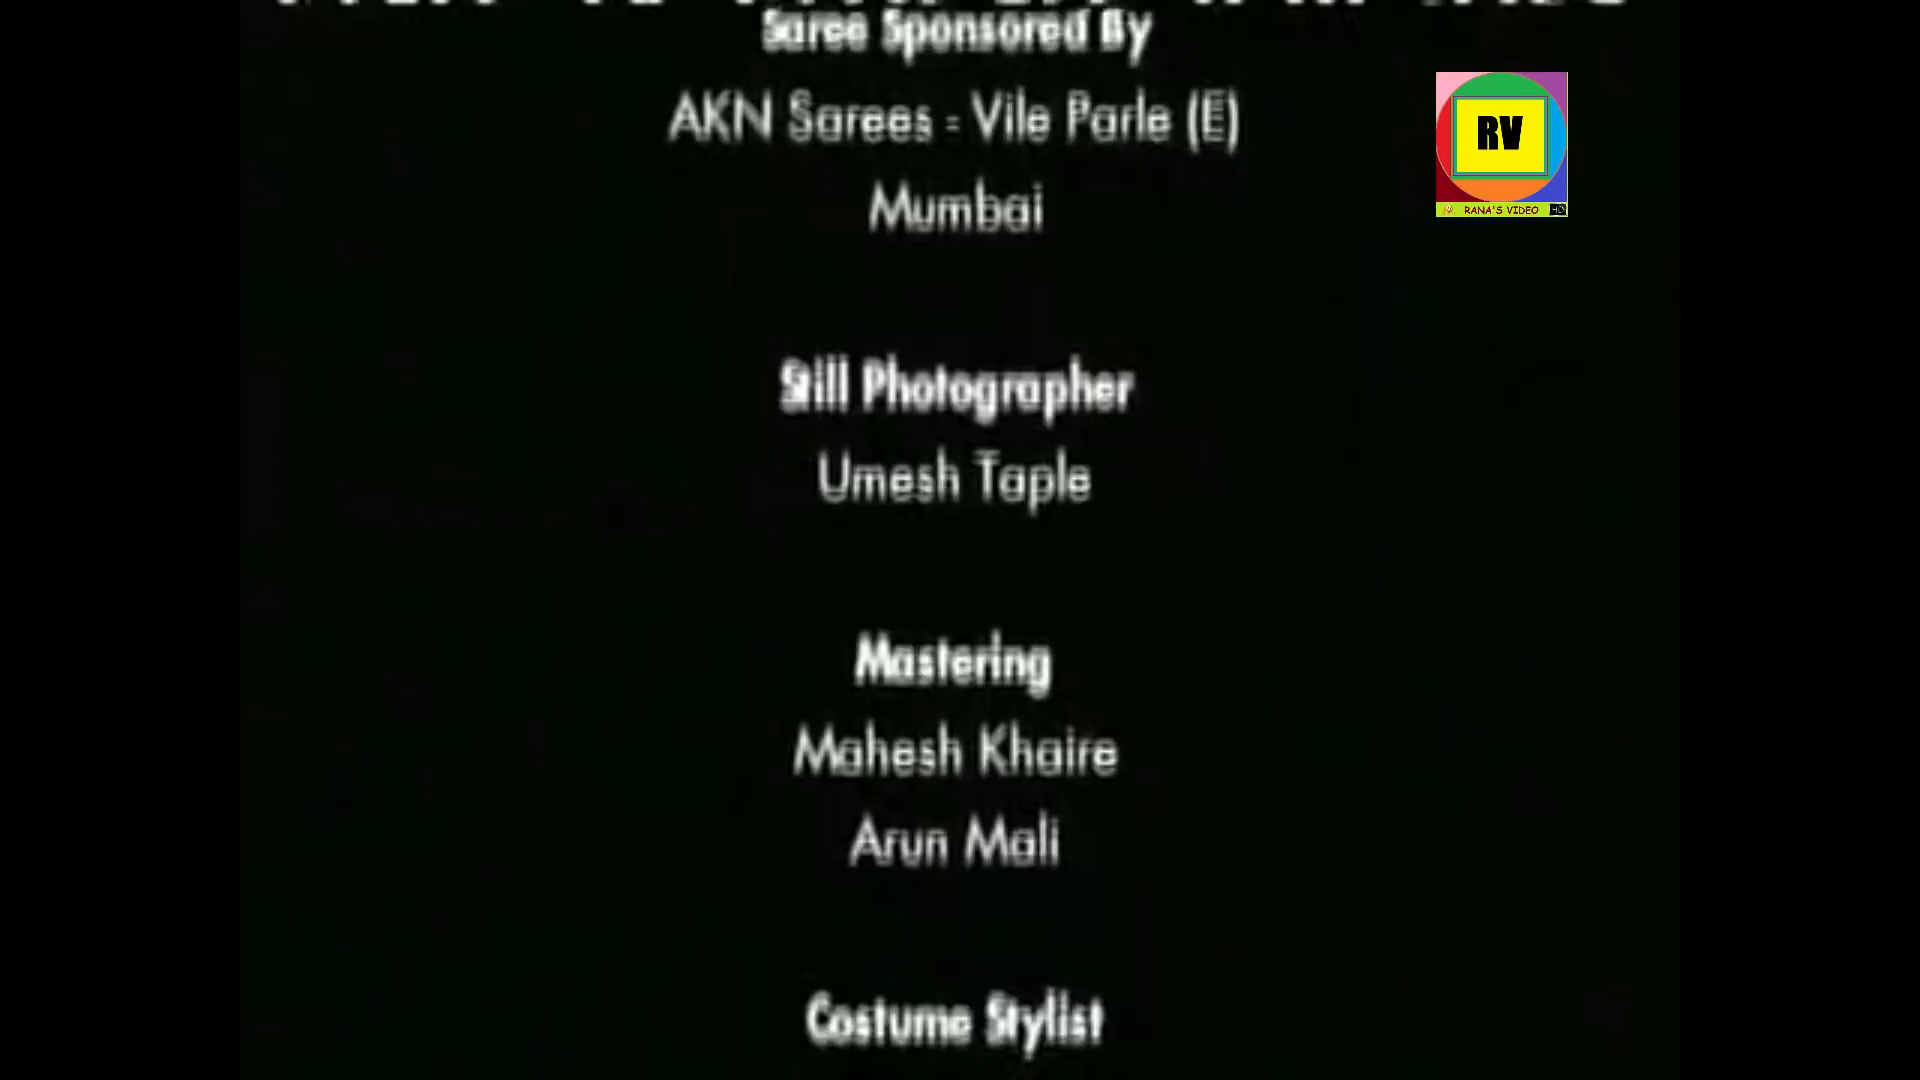 Saree Sponsored By
AKN Sarees - Vile Parle (E)
Mumbai
RV
RANA'S VIDEO HD
Still Photographer
Umesh Taple
Mastering
Mahesh Khaire
Arun Mali
Costume Stylist